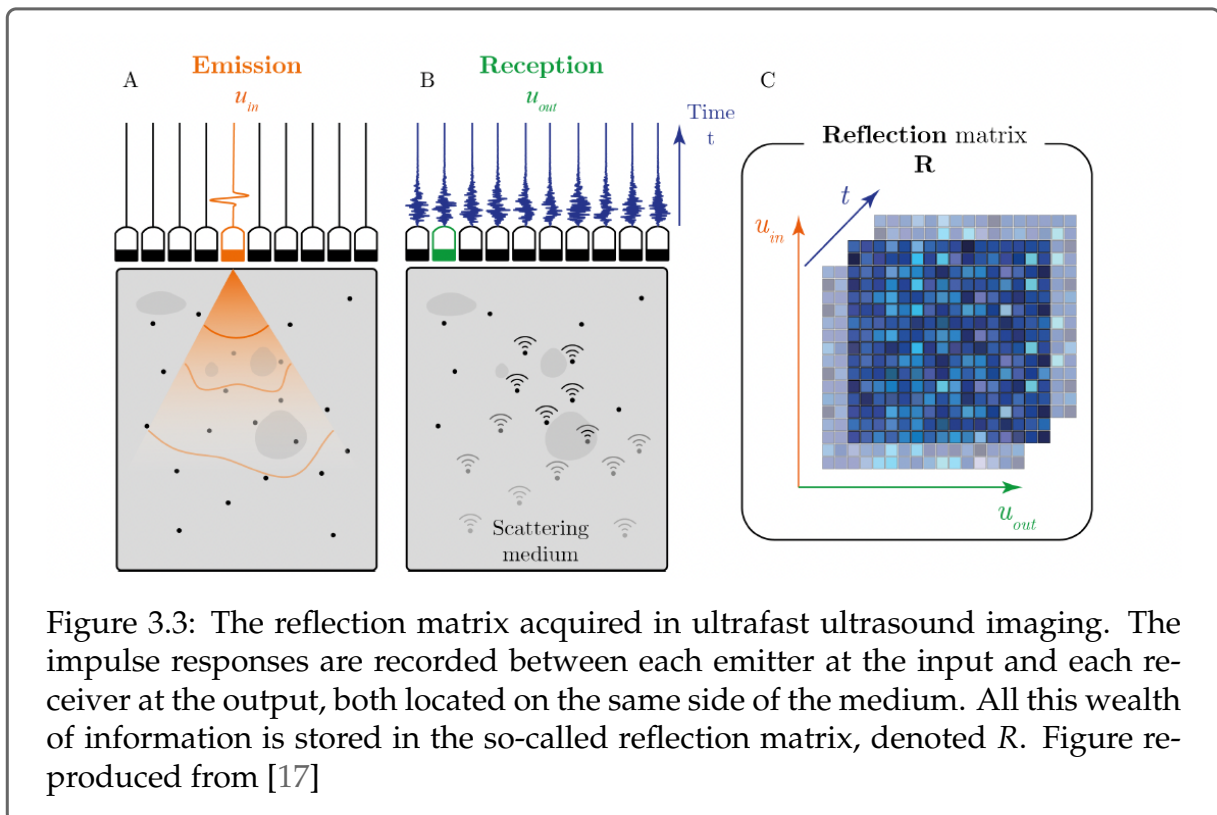 A
Emission
u_in
B
Reception
u_out
Time
t
C
Reflection matrix
R
t
u_in
u_out
Scattering
medium
Figure 3.3: The reflection matrix acquired in ultrafast ultrasound imaging. The
impulse responses are recorded between each emitter at the input and each re-
ceiver at the output, both located on the same side of the medium. All this wealth
of information is stored in the so-called reflection matrix, denoted R. Figure re-
produced from [17]